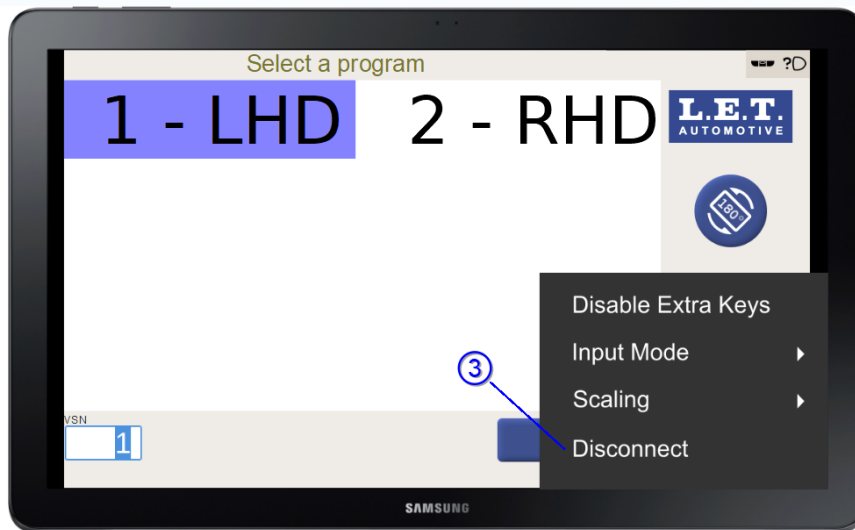 Select a program
?
1 - LHD
2 - RHD
L.E.T.
AUTOMOTIVE
180°
Disable Extra Keys
Input Mode
Scaling
3
Disconnect
VSN
1
SAMSUNG